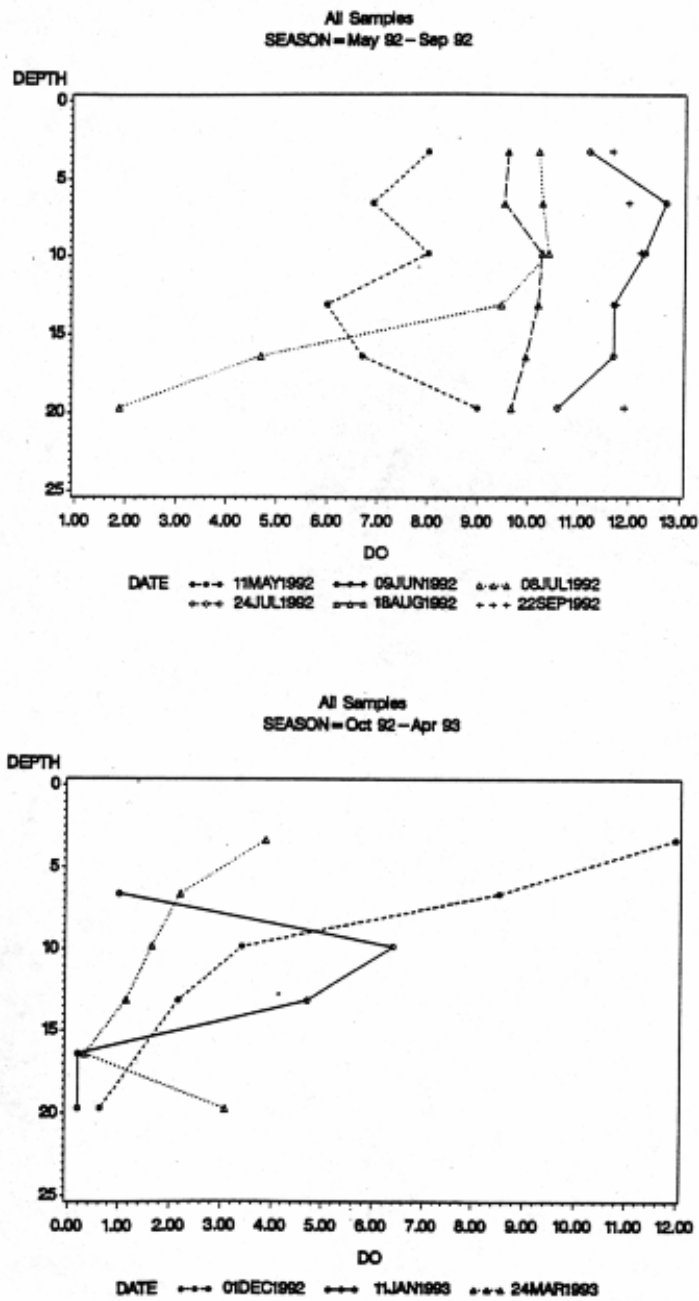 All Samples
SEASON=May 92-Sep 92
DEPTH
0
5
10
15
20
25
1.00 2.00 3.00 4.00 5.00 6.00 7.00 8.00 9.00 10.00 11.00 12.00 13.00
DO
DATE 11MAY1992 09JUN1992 08JUL1992
24JUL1992 18AUG1992 22SEP1992
All Samples
SEASON=Oct 92-Apr 93
DEPTH
0
5
10
15
20
25
0.00 1.00 2.00 3.00 4.00 5.00 6.00 7.00 8.00 9.00 10.00 11.00 12.00
DO
DATE 01DEC1992 11JAN1993 24MAR1993